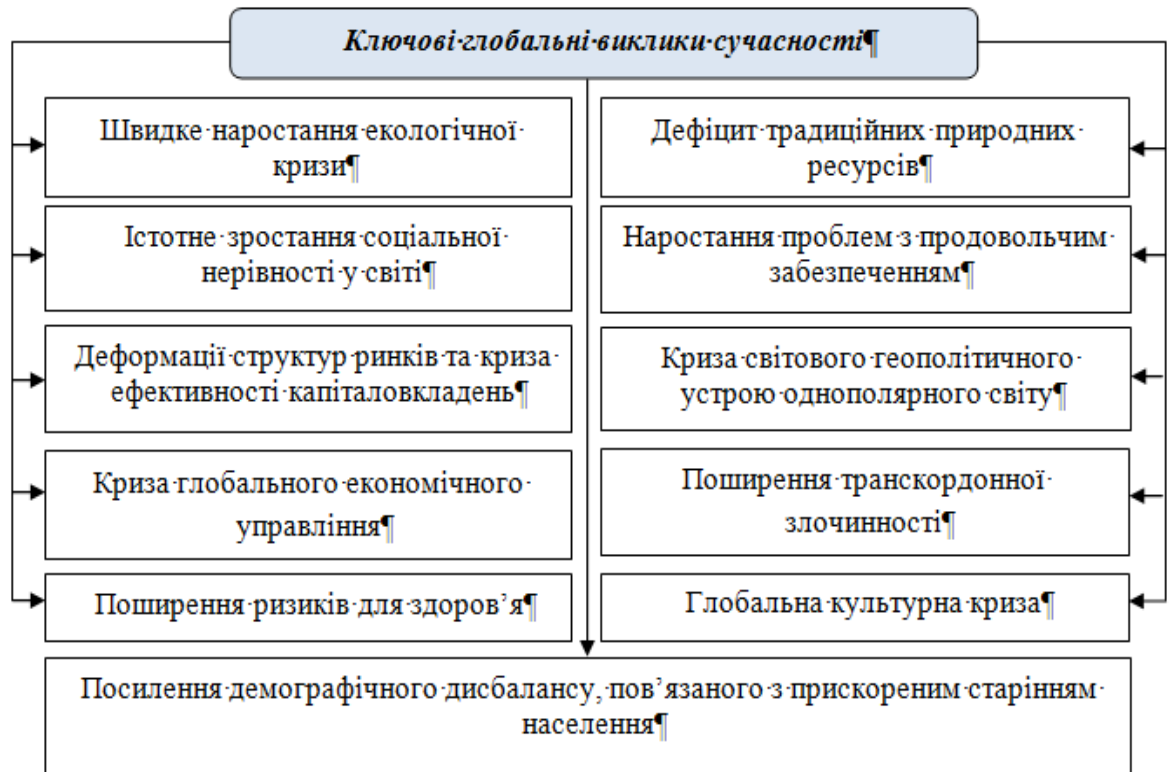 Ключові·глобальні·виклики·сучасності¶
Швидке·наростання·екологічної·
кризи¶
Істотне·зростання·соціальної·
нерівності·у·світі¶
Деформації·структур·ринків·та·криза·
ефективності·капіталовкладень¶
Криза·глобального·економічного·
управління¶
Поширення·ризиків·для·здоров’я¶
Дефіцит·традиційних·природних·
ресурсів¶
Наростання·проблем·з·продовольчим·
забезпеченням¶
Криза·світового·геополітичного·
устрою·однополярного·світу¶
Поширення·транскордонної·
злочинності¶
Глобальна·культурна·криза¶
Посилення·демографічного·дисбалансу,·пов’язаного·з·прискореним·старінням·
населення¶